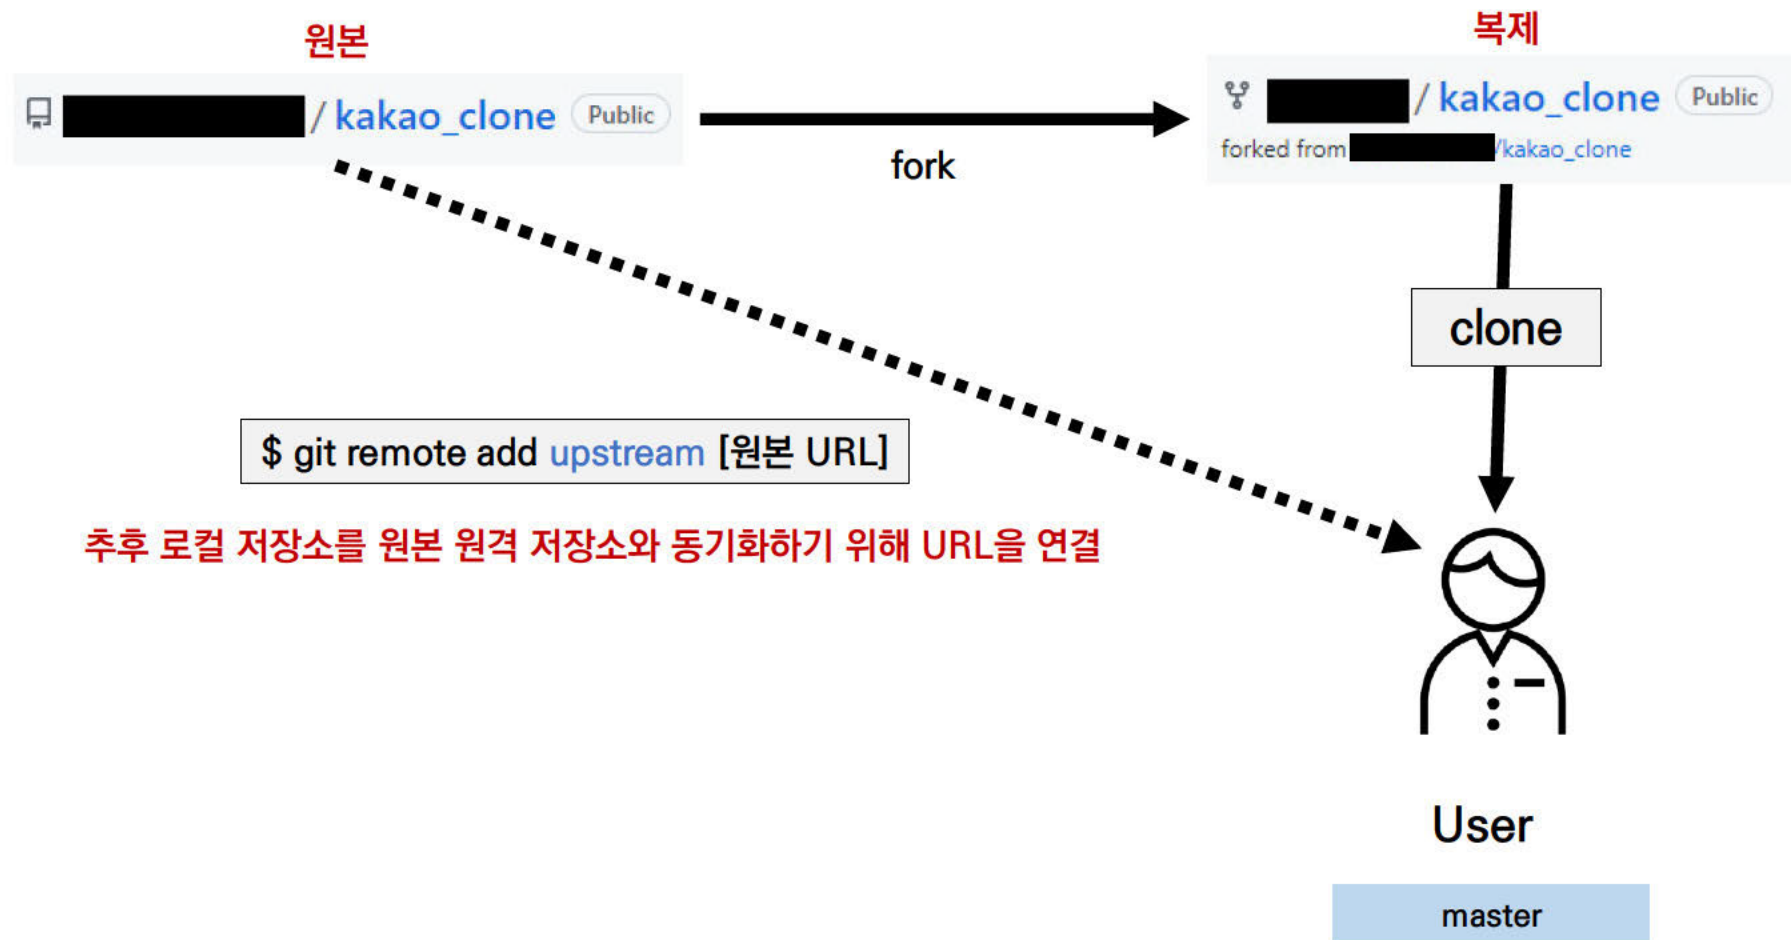 원본
복제
/ kakao_clone Public
/ kakao_clone Public
forked from /kakao_clone
fork
clone
$ git remote add upstream [원본 URL]
추후 로컬 저장소를 원본 원격 저장소와 동기화하기 위해 URL을 연결
User
master